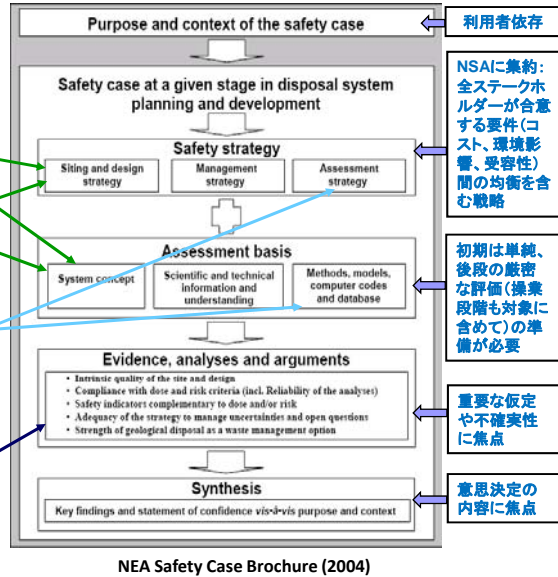 Purpose and context of the safety case
利用者依存
Safety case at a given stage in disposal system
planning and development
Safety strategy
Siting and design
strategy
Management
strategy
Assessment
strategy
NSAに集約：
全ステークホ
ルダーが合意
する要件（コ
スト、環境影
響、受容性）
間の均衡を含
む戦略
Assessment basis
System concept
Scientific and technical
information and
understanding
Methods, models,
computer codes
and database
初期は単純、
後段の厳密
な評価（操業
段階も対象に
含めて）の準
備が必要
Evidence, analyses and arguments
• Intrinsic quality of the site and design
• Compliance with dose and risk criteria (incl. Reliability of the analyses)
• Safety indicators complementary to dose and/or risk
• Adequacy of the strategy to manage uncertainties and open questions
• Strength of geological disposal as a waste management option
重要な仮定
や不確実性
に焦点
Synthesis
Key findings and statement of confidence vis-à-vis purpose and context
意思決定の
内容に焦点
NEA Safety Case Brochure (2004)